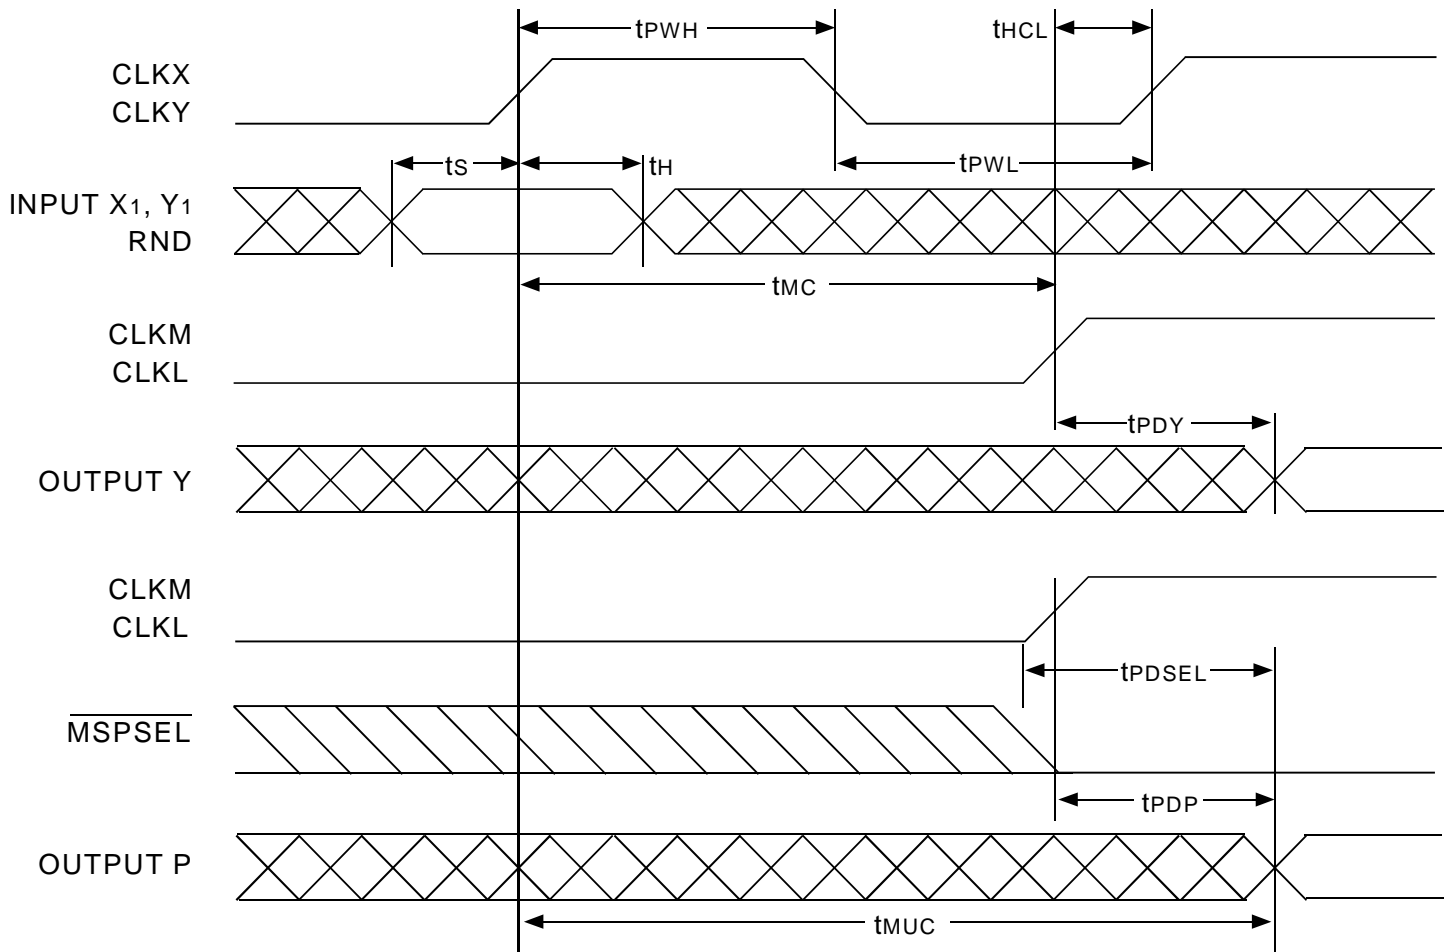 tPWH
tHCL
CLKX
CLKY
tS
tH
tPWL
INPUT X1, Y1
RND
tMC
CLKM
CLKL
tPDY
OUTPUT Y
CLKM
CLKL
tPDSEL
MSPSEL
tPDP
OUTPUT P
tMUC